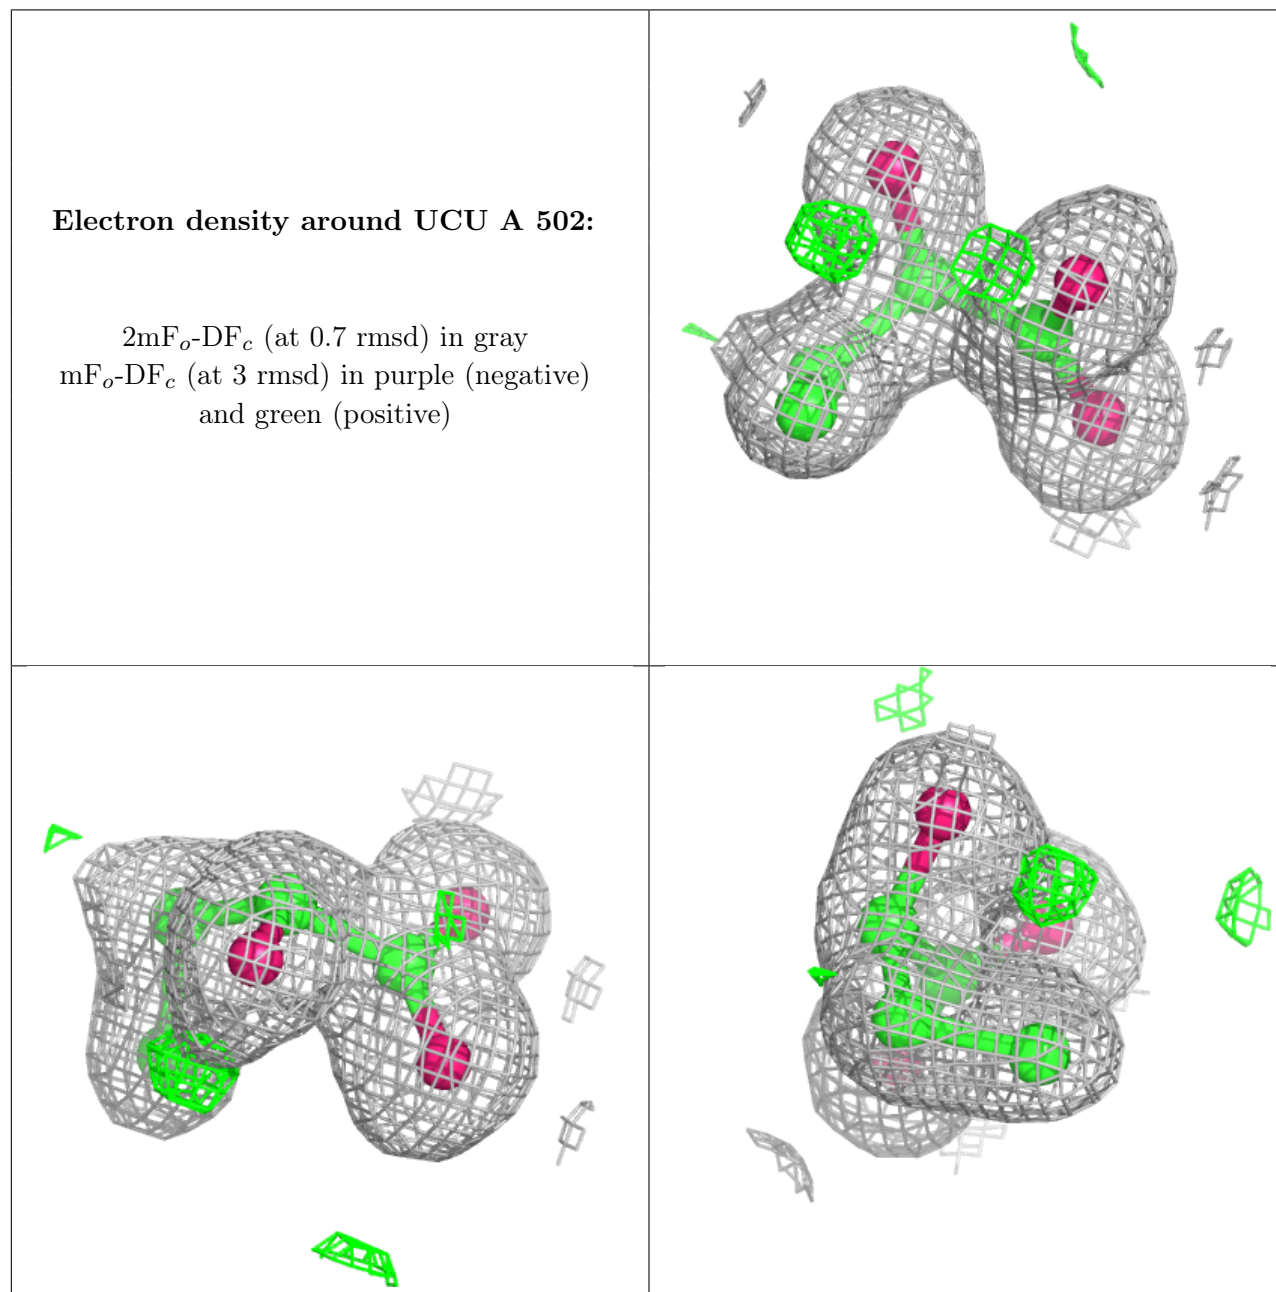 Electron density around UCU A 502:
2mFo-DFc (at 0.7 rmsd) in gray
mFo-DFc (at 3 rmsd) in purple (negative)
and green (positive)